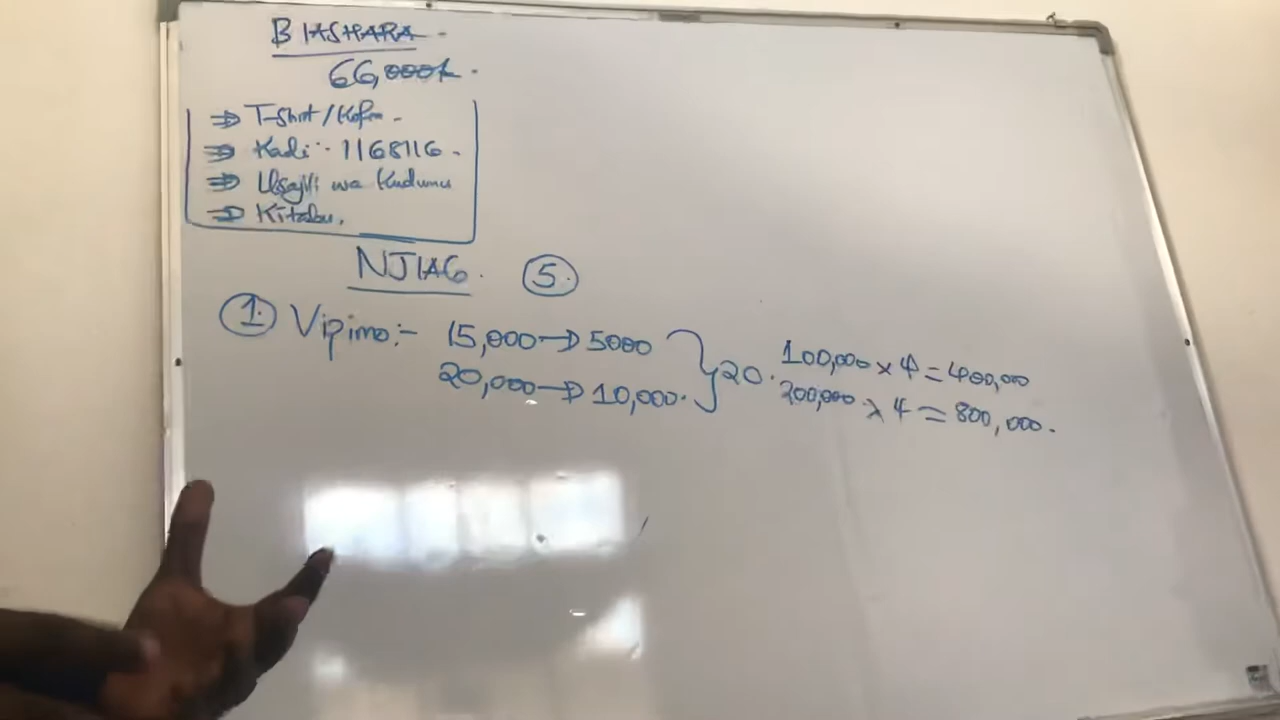 BIASHARA.
66,000/-.
⇒ T-Shirt/Kofia.
⇒ Kadi:- 1168116.
⇒ Usajili wa Kudumu
⇒ Kitabu.
NJIA 5.
1. Vipimo:- 15,000 → 5000 } 20. 100,000 x 4 = 400,000
20,000 → 10,000. 200,000 x 4 = 800,000.